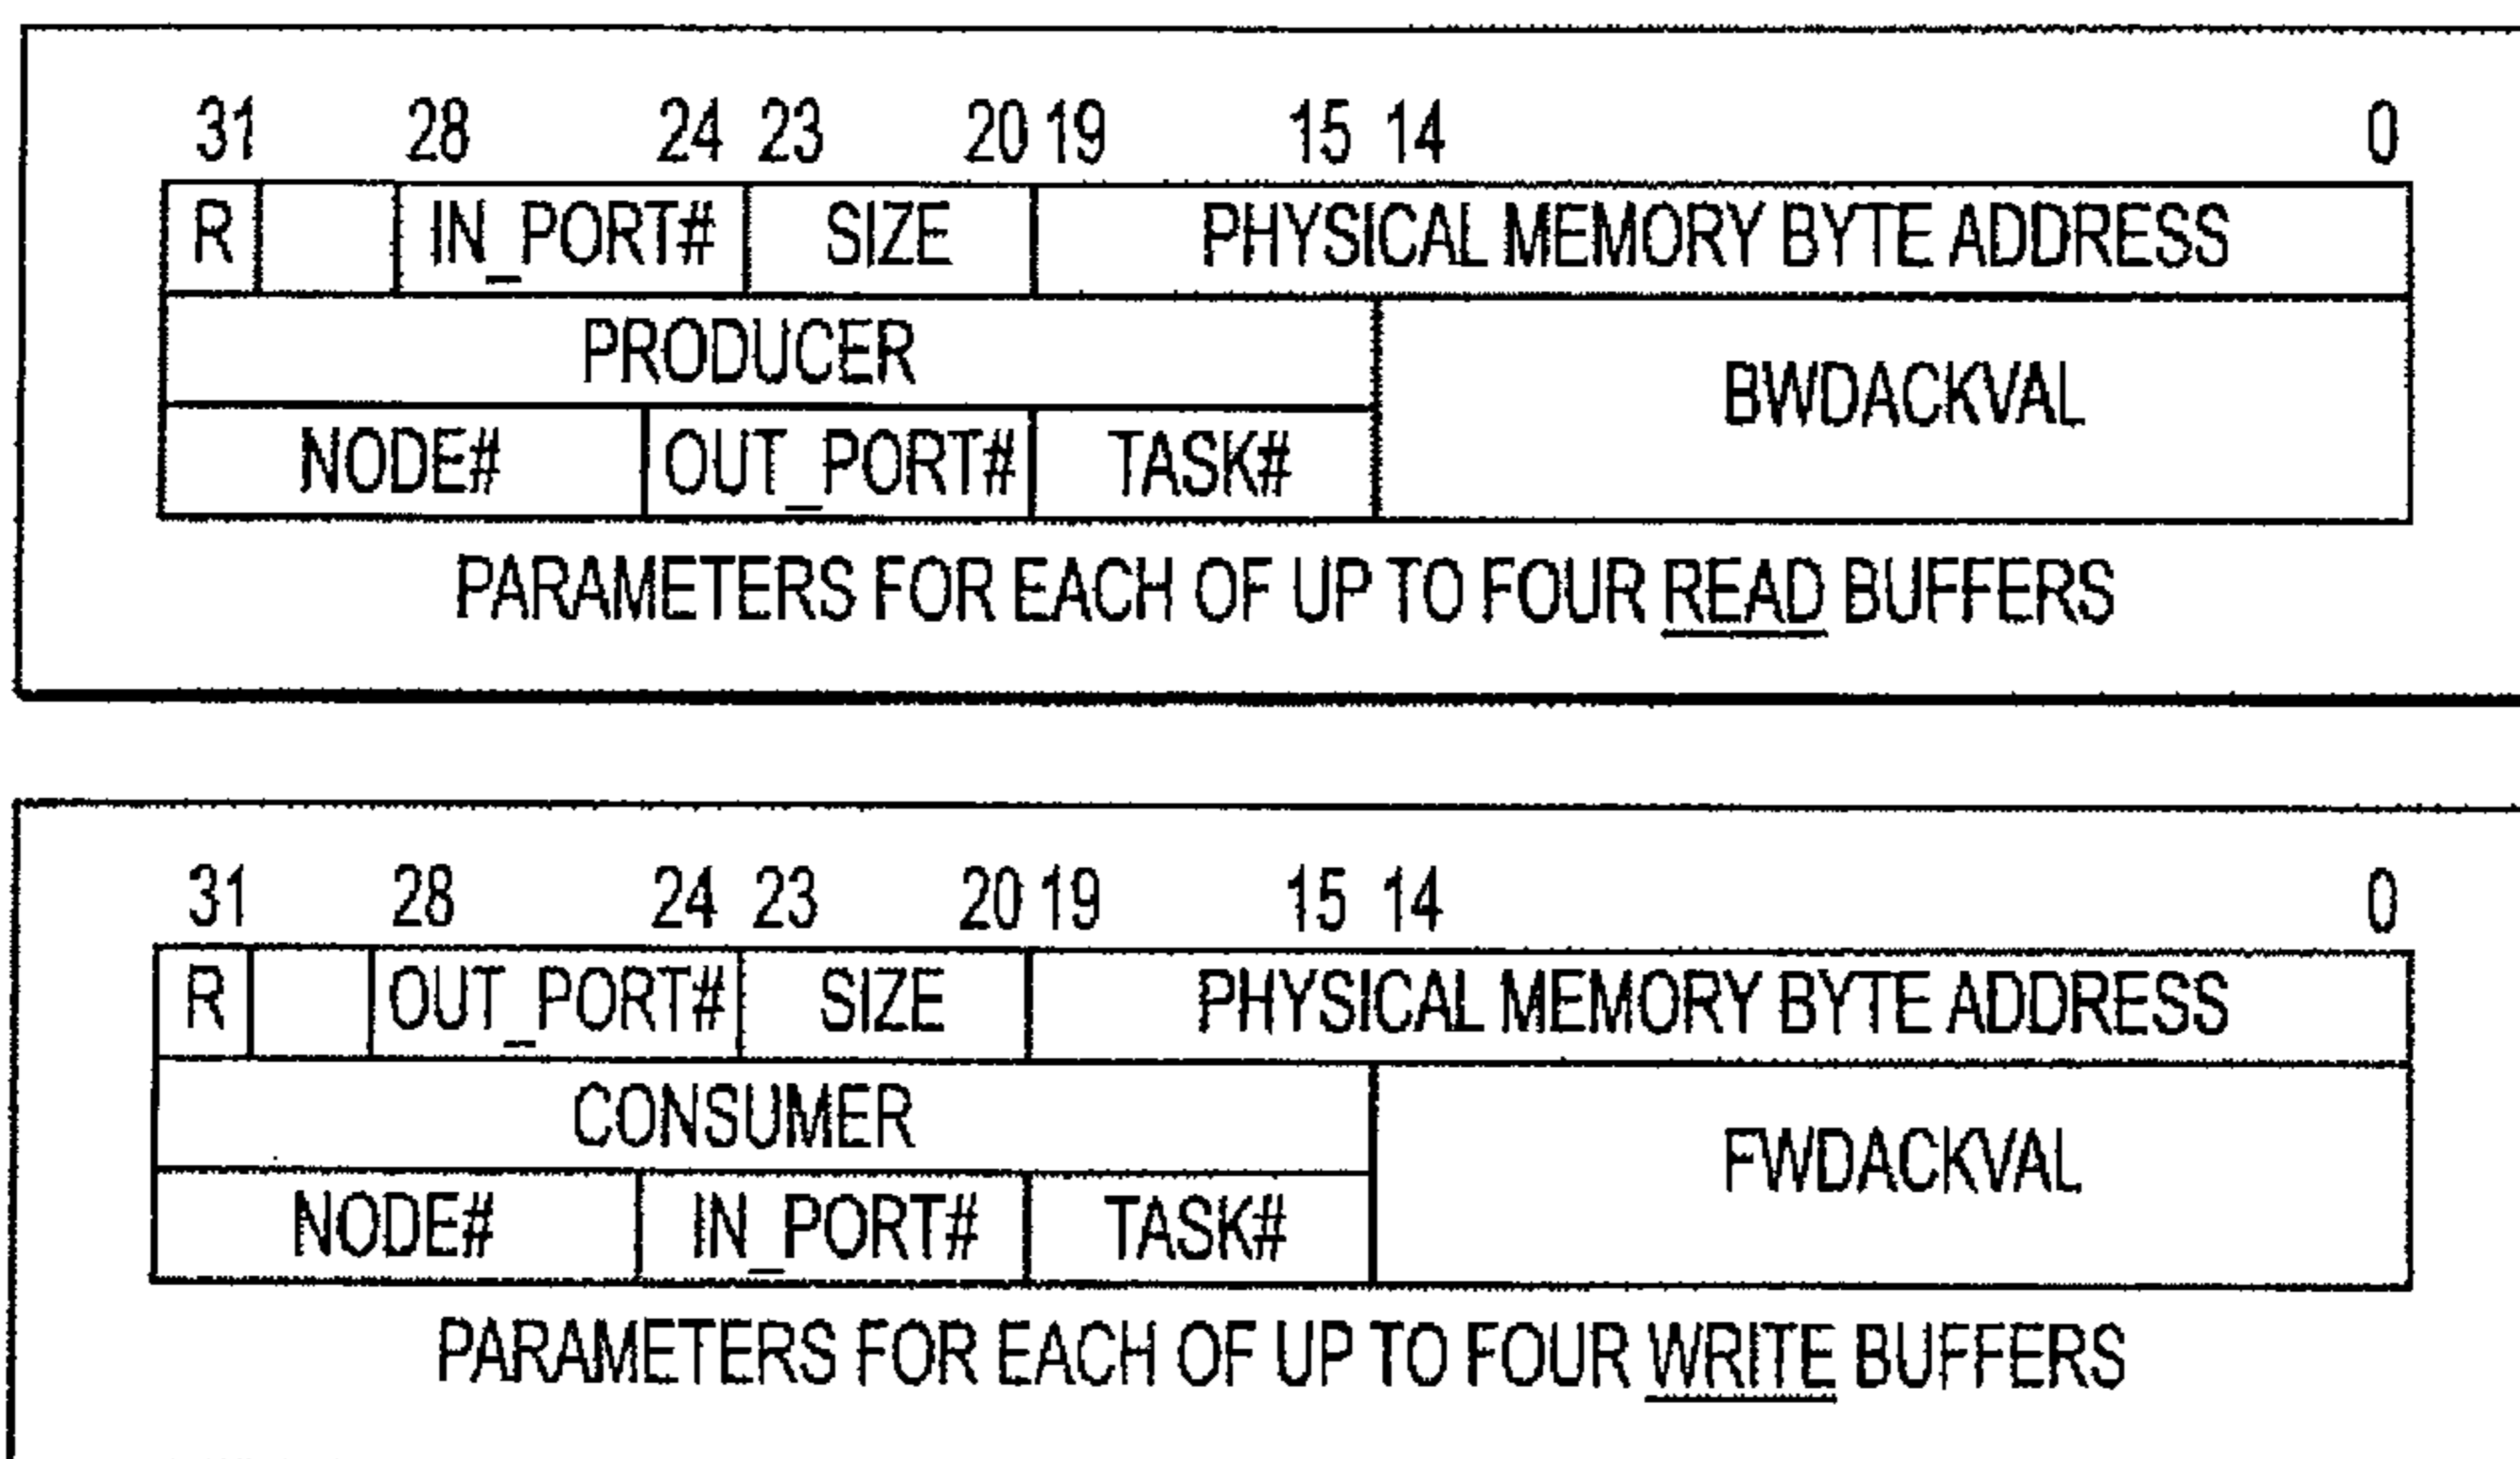 31 28 24 23 20 19 15 14 0
R IN_PORT# SIZE PHYSICAL MEMORY BYTE ADDRESS
PRODUCER
BWDACKVAL
NODE# OUT_PORT# TASK#
PARAMETERS FOR EACH OF UP TO FOUR READ BUFFERS
31 28 24 23 20 19 15 14 0
R OUT_PORT# SIZE PHYSICAL MEMORY BYTE ADDRESS
CONSUMER
FWDACKVAL
NODE# IN_PORT# TASK#
PARAMETERS FOR EACH OF UP TO FOUR WRITE BUFFERS